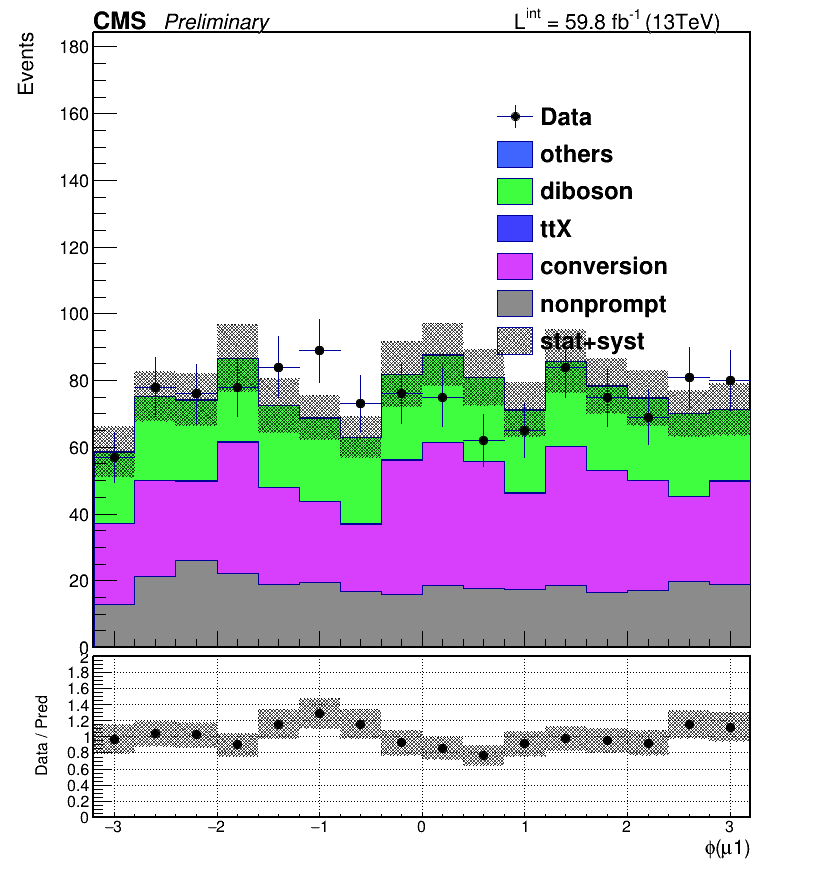 CMS Preliminary L^int = 59.8 fb^-1 (13TeV)
Events
180
160
140
120
100
80
60
40
20
0
Data
others
diboson
ttX
conversion
nonprompt
stat+syst
Data / Pred
2
1.8
1.6
1.4
1.2
1
0.8
0.6
0.4
0.2
0
−3 −2 −1 0 1 2 3
ϕ(μ1)